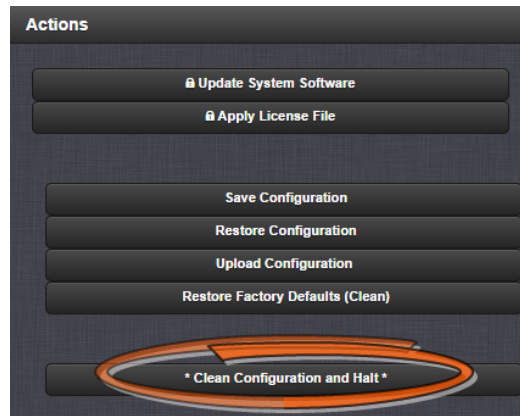 Actions
Update System Software
Apply License File
Save Configuration
Restore Configuration
Upload Configuration
Restore Factory Defaults (Clean)
* Clean Configuration and Halt *